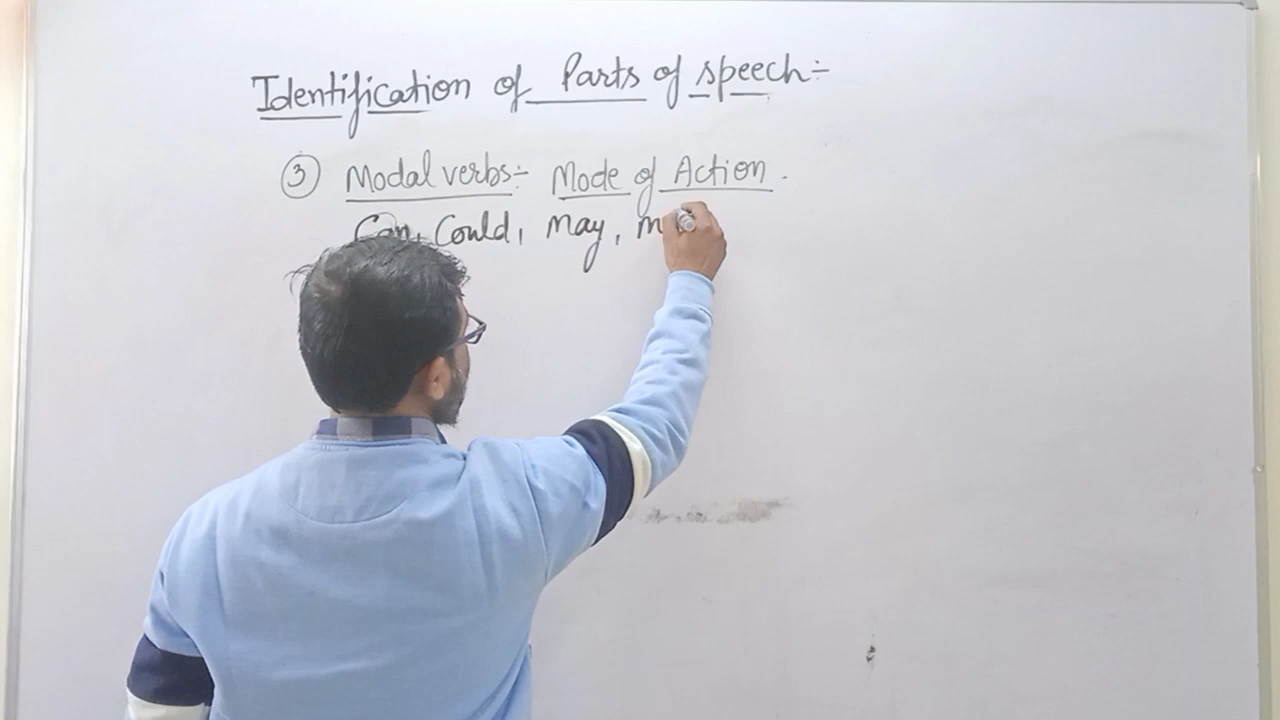 Identification of Parts of speech:-
③ Modal verbs:- Mode of Action.
Can, Could, may, m